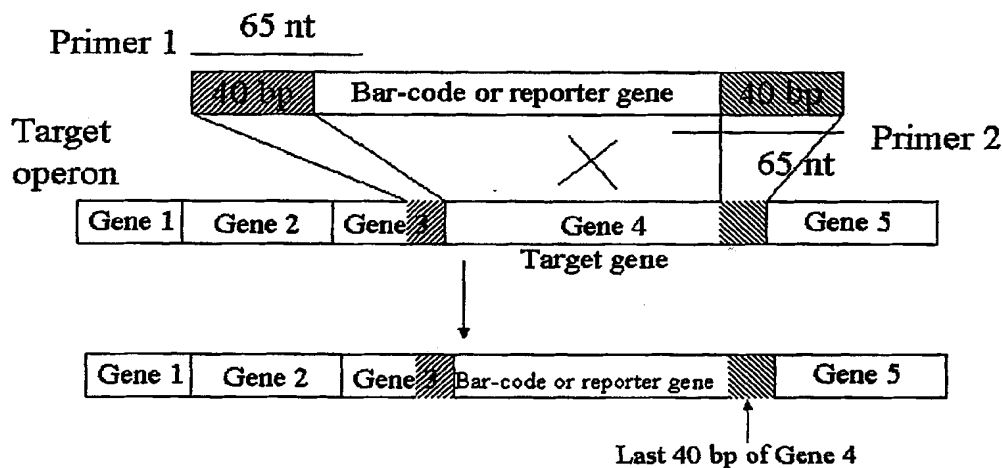 65 nt
Primer 1
40 bp Bar-code or reporter gene 40 bp
Target operon
Primer 2
65 nt
Gene 1 Gene 2 Gene 3 Gene 4 Gene 5
Target gene
Gene 1 Gene 2 Gene 3 Bar-code or reporter gene Gene 5
Last 40 bp of Gene 4